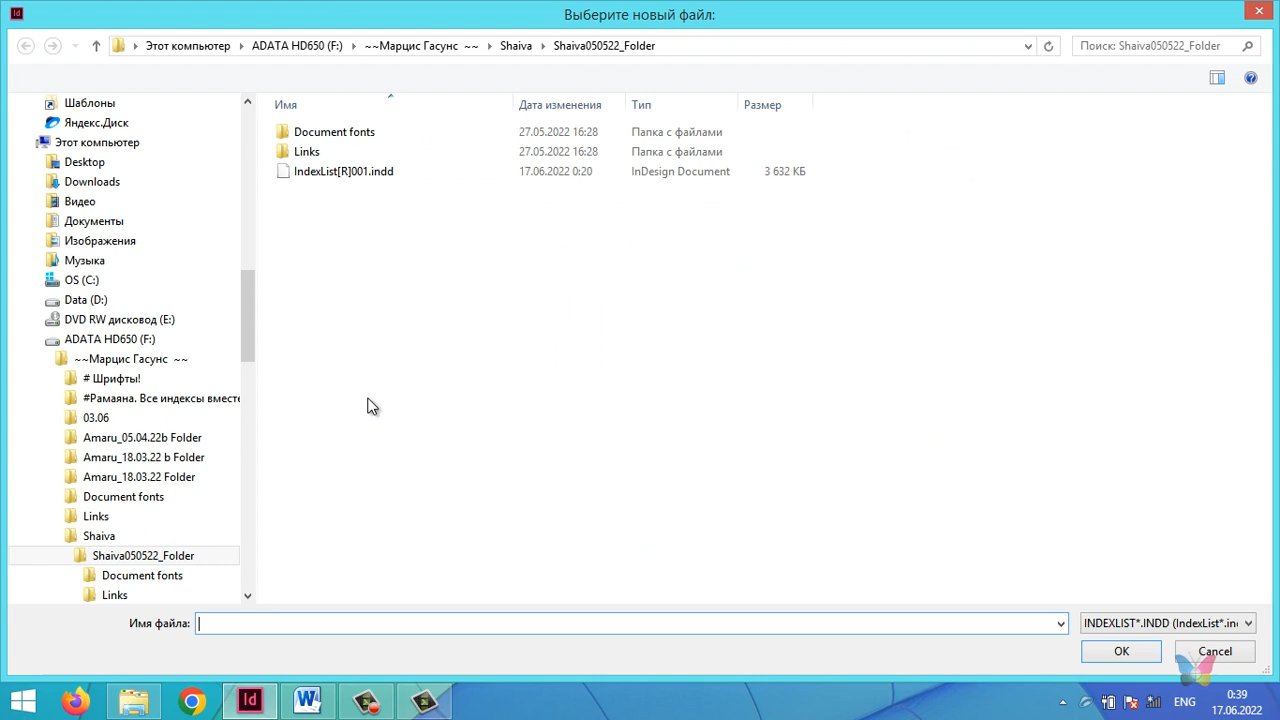 Выберите новый файл:
Этот компьютер ADATA HD650 (F:) ~~Марцис Гасунс ~~ Shaiva Shaiva050522_Folder
Поиск: Shaiva050522_Folder
Имя Дата изменения Тип Размер
Document fonts 27.05.2022 16:28 Папка с файлами
Links 27.05.2022 16:28 Папка с файлами
IndexList[R]001.indd 17.06.2022 0:20 InDesign Document 3 632 КБ
Шаблоны
Яндекс.Диск
Этот компьютер
Desktop
Downloads
Видео
Документы
Изображения
Музыка
OS (C:)
Data (D:)
DVD RW дисковод (E:)
ADATA HD650 (F:)
~~Марцис Гасунс ~~
# Шрифты!
#Рамаяна. Все индексы вместе
03.06
Amaru_05.04.22b Folder
Amaru_18.03.22 b Folder
Amaru_18.03.22 Folder
Document fonts
Links
Shaiva
Shaiva050522_Folder
Document fonts
Links
Имя файла:
INDEXLIST*.INDD (IndexList*.in
OK
Cancel
Id
W
ENG
0:39
17.06.2022